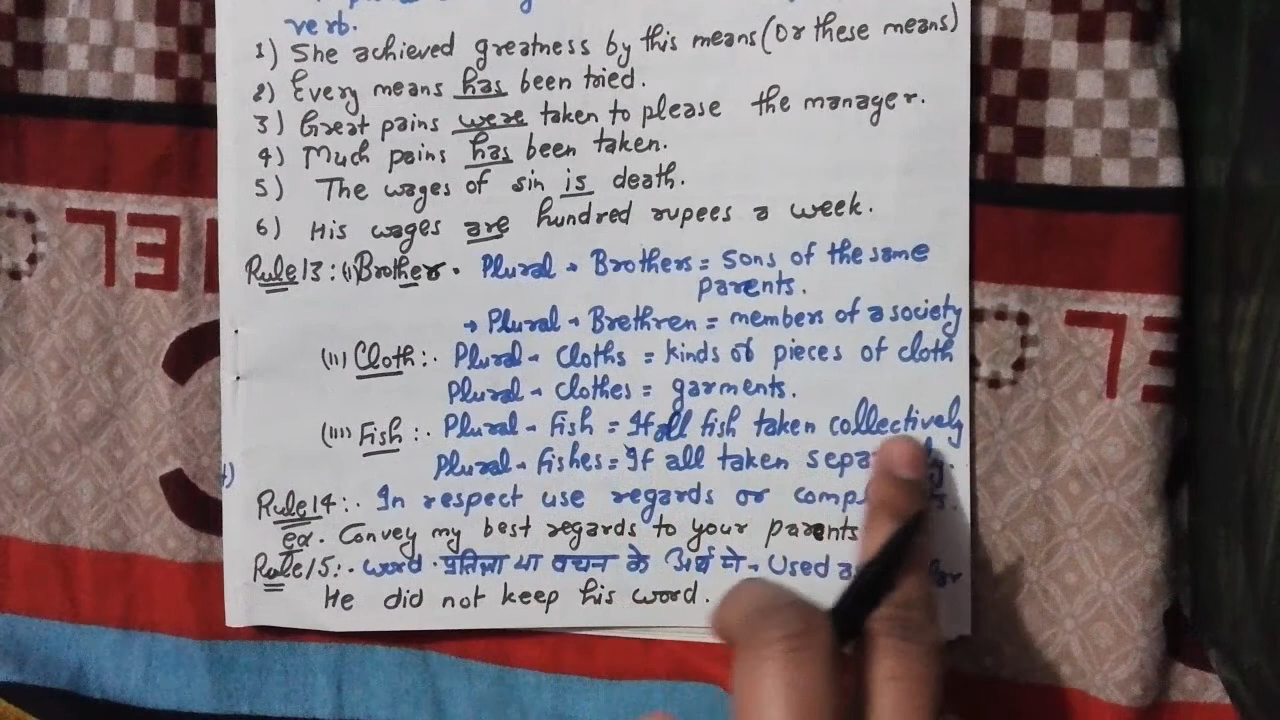 verb.
1) She achieved greatness by this means (or these means)
2) Every means has been tried.
3) Great pains were taken to please the manager.
4) Much pains has been taken.
5) The wages of sin is death.
6) His wages are hundred rupees a week.
Rule 13: (i) Brother. Plural → Brothers = sons of the same
parents.
→ Plural → Brethren = members of a society
(ii) Cloth:. Plural - Cloths = kinds of pieces of cloth
Plural - Clothes = garments.
(iii) Fish:. Plural - Fish = If all fish taken collectively
Plural - Fishes = If all taken
Rule 14:. In respect use regards or
ex. Convey my best regards to your parents
Rule 15:. word. प्रतिज्ञा या वचन के अर्थ मे → Used
He did not keep his word.